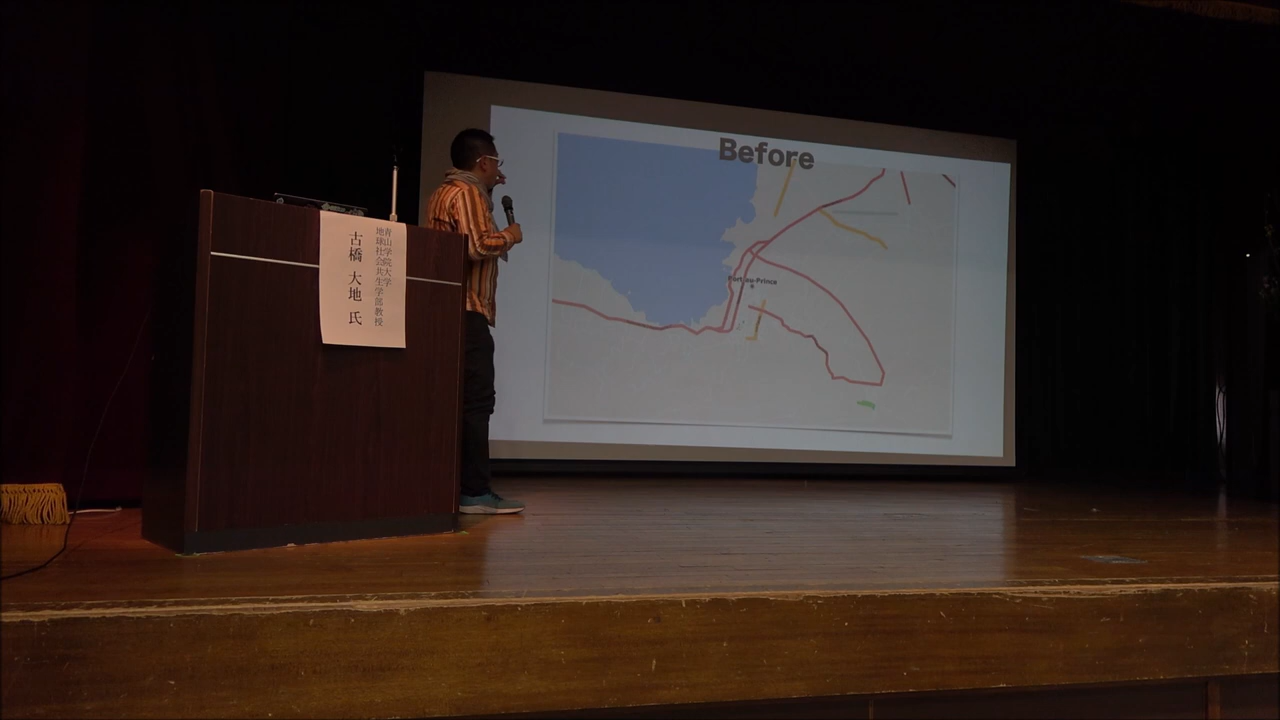 Before
Port-au-Prince
青山学院大学
地球社会共生学部教授
古橋 大地 氏